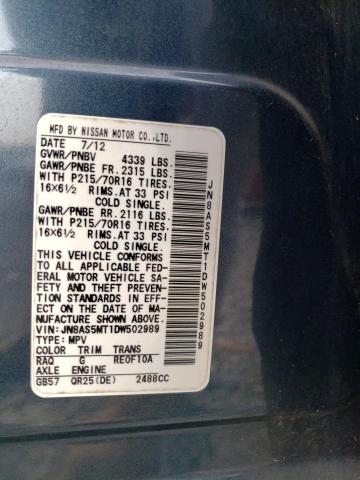 MFD BY NISSAN MOTOR CO.,LTD.
DATE 7/12
GVWR/PNBV 4339 LBS.
GAWR/PNBE FR. 2315 LBS.
WITH P215/70R16 TIRES,
16X6½ RIMS, AT 33 PSI
COLD SINGLE.
GAWR/PNBE RR. 2116 LBS.
WITH P215/70R16 TIRES,
16X6½ RIMS, AT 33 PSI
COLD SINGLE.
THIS VEHICLE CONFORMS
TO ALL APPLICABLE FED-
ERAL MOTOR VEHICLE SA-
FETY AND THEFT PREVENTION
STANDARDS IN EFFECT
ON THE DATE OF MA-
NUFACTURE SHOWN ABOVE.
VIN: JN8AS5MT1DW502989
TYPE: MPV
COLOR TRIM TRANS
RAQ G RE0F10A
AXLE ENGINE
GB57 QR25(DE) 2488CC
JN8AS5MT1DW502989